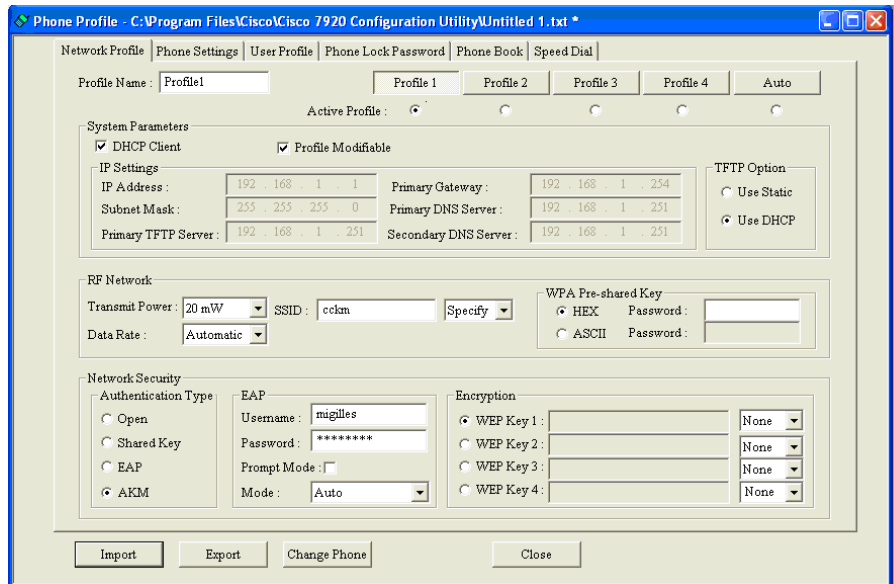 Phone Profile - C:\Program Files\Cisco\Cisco 7920 Configuration Utility\Untitled 1.txt *
Network Profile Phone Settings User Profile Phone Lock Password Phone Book Speed Dial
Profile Name : Profile1 Profile 1 Profile 2 Profile 3 Profile 4 Auto
Active Profile :
System Parameters
DHCP Client Profile Modifiable
IP Settings TFTP Option
IP Address : 192 . 168 . 1 . 1 Primary Gateway : 192 . 168 . 1 . 254 Use Static
Subnet Mask : 255 . 255 . 255 . 0 Primary DNS Server : 192 . 168 . 1 . 251 Use DHCP
Primary TFTP Server : 192 . 168 . 1 . 251 Secondary DNS Server : 192 . 168 . 1 . 251
RF Network
WPA Pre-shared Key
Transmit Power : 20 mW SSID : cckm Specify HEX Password :
Data Rate : Automatic ASCII Password :
Network Security
Authentication Type EAP Encryption
Open Username : migilles WEP Key 1 : None
Shared Key Password : ******** WEP Key 2 : None
EAP Prompt Mode : WEP Key 3 : None
AKM Mode : Auto WEP Key 4 : None
Import Export Change Phone Close